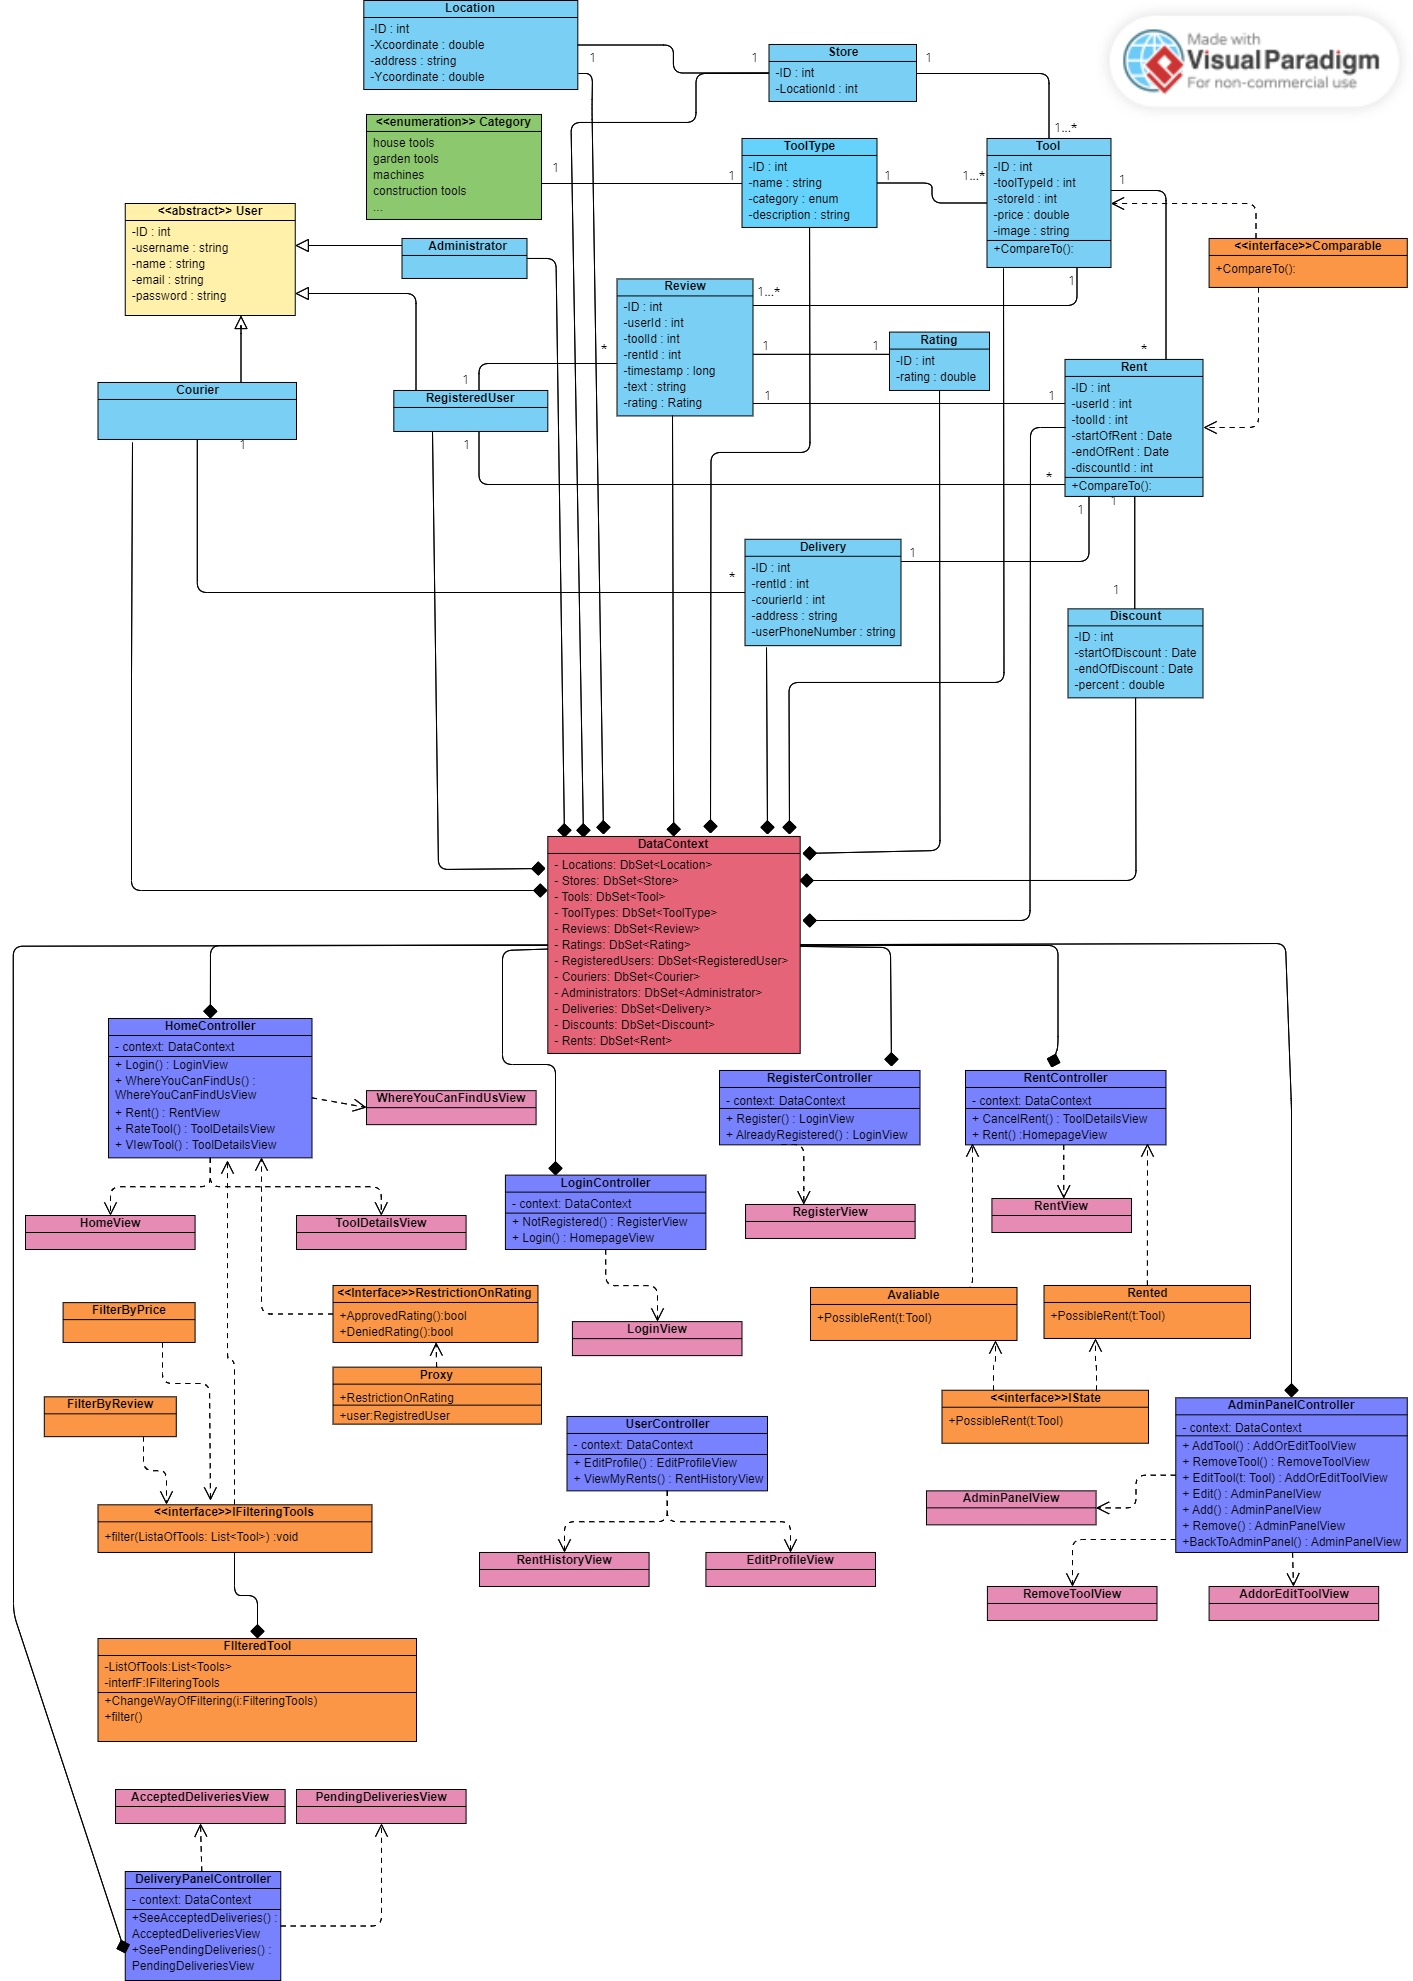 Made with
VisualParadigm
For non-commercial use
Location
-ID : int
-Xcoordinate : double
-address : string
-Ycoordinate : double
1
1
Store
-ID : int
-LocationId : int
1
1...*
<<enumeration>> Category
house tools
garden tools
machines
construction tools
...
1
1
ToolType
-ID : int
-name : string
-category : enum
-description : string
1
1...*
Tool
-ID : int
-toolTypeId : int
-storeId : int
-price : double
-image : string
+CompareTo():
1
1
<<interface>>Comparable
+CompareTo():
<<abstract>> User
-ID : int
-username : string
-name : string
-email : string
-password : string
Administrator
Review
-ID : int
-userId : int
-toolId : int
-rentId : int
-timestamp : long
-text : string
-rating : Rating
1...*
*
1
1
1
1
Rating
-ID : int
-rating : double
*
Rent
-ID : int
-userId : int
-toolId : int
-startOfRent : Date
-endOfRent : Date
-discountId : int
+CompareTo():
Courier
1
RegisteredUser
1
1
*
1
1
Delivery
-ID : int
-rentId : int
-courierId : int
-address : string
-userPhoneNumber : string
1
*
1
Discount
-ID : int
-startOfDiscount : Date
-endOfDiscount : Date
-percent : double
DataContext
- Locations: DbSet<Location>
- Stores: DbSet<Store>
- Tools: DbSet<Tool>
- ToolTypes: DbSet<ToolType>
- Reviews: DbSet<Review>
- Ratings: DbSet<Rating>
- RegisteredUsers: DbSet<RegisteredUser>
- Couriers: DbSet<Courier>
- Administrators: DbSet<Administrator>
- Deliveries: DbSet<Delivery>
- Discounts: DbSet<Discount>
- Rents: DbSet<Rent>
HomeController
- context: DataContext
+ Login() : LoginView
+ WhereYouCanFindUs() :
WhereYouCanFindUsView
+ Rent() : RentView
+ RateTool() : ToolDetailsView
+ VIewTool() : ToolDetailsView
WhereYouCanFindUsView
HomeView
ToolDetailsView
LoginController
- context: DataContext
+ NotRegistered() : RegisterView
+ Login() : HomepageView
LoginView
RegisterController
- context: DataContext
+ Register() : LoginView
+ AlreadyRegistered() : LoginView
RegisterView
RentController
- context: DataContext
+ CancelRent() : ToolDetailsView
+ Rent() :HomepageView
RentView
FilterByPrice
<<Interface>>RestrictionOnRating
+ApprovedRating():bool
+DeniedRating():bool
Proxy
+RestrictionOnRating
+user:RegistredUser
FilterByReview
Avaliable
+PossibleRent(t:Tool)
Rented
+PossibleRent(t:Tool)
<<interface>>IState
+PossibleRent(t:Tool)
UserController
- context: DataContext
+ EditProfile() : EditProfileView
+ ViewMyRents() : RentHistoryView
RentHistoryView
EditProfileView
AdminPanelController
- context: DataContext
+ AddTool() : AddOrEditToolView
+ RemoveTool() : RemoveToolView
+ EditTool(t: Tool) : AddOrEditToolView
+ Edit() : AdminPanelView
+ Add() : AdminPanelView
+ Remove() : AdminPanelView
+BackToAdminPanel() : AdminPanelView
AdminPanelView
RemoveToolView
AddorEditToolView
<<interface>>IFilteringTools
+filter(ListaOfTools: List<Tool>) :void
FIlteredTool
-ListOfTools:List<Tools>
-interfF:IFilteringTools
+ChangeWayOfFiltering(i:FilteringTools)
+filter()
AcceptedDeliveriesView
PendingDeliveriesView
DeliveryPanelController
- context: DataContext
+SeeAcceptedDeliveries() :
AcceptedDeliveriesView
+SeePendingDeliveries() :
PendingDeliveriesView